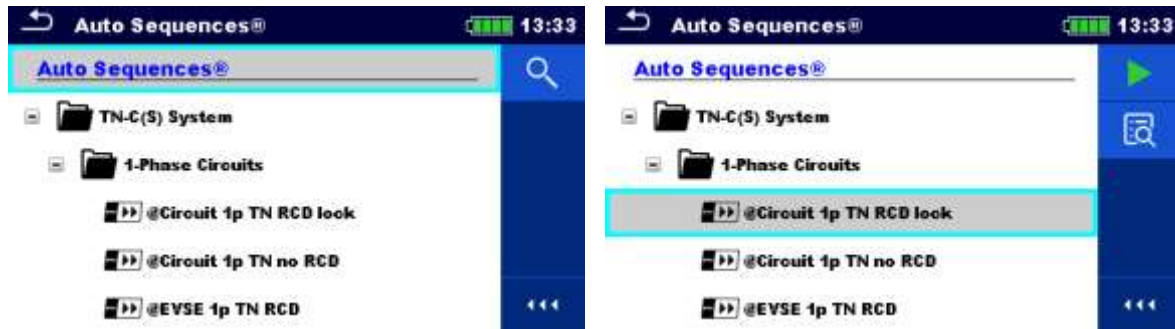 Auto Sequences® 13:33
Auto Sequences®
TN-C(S) System
1-Phase Circuits
@Circuit 1p TN RCD look
@Circuit 1p TN no RCD
@EVSE 1p TN RCD
Auto Sequences® 13:33
Auto Sequences®
TN-C(S) System
1-Phase Circuits
@Circuit 1p TN RCD look
@Circuit 1p TN no RCD
@EVSE 1p TN RCD